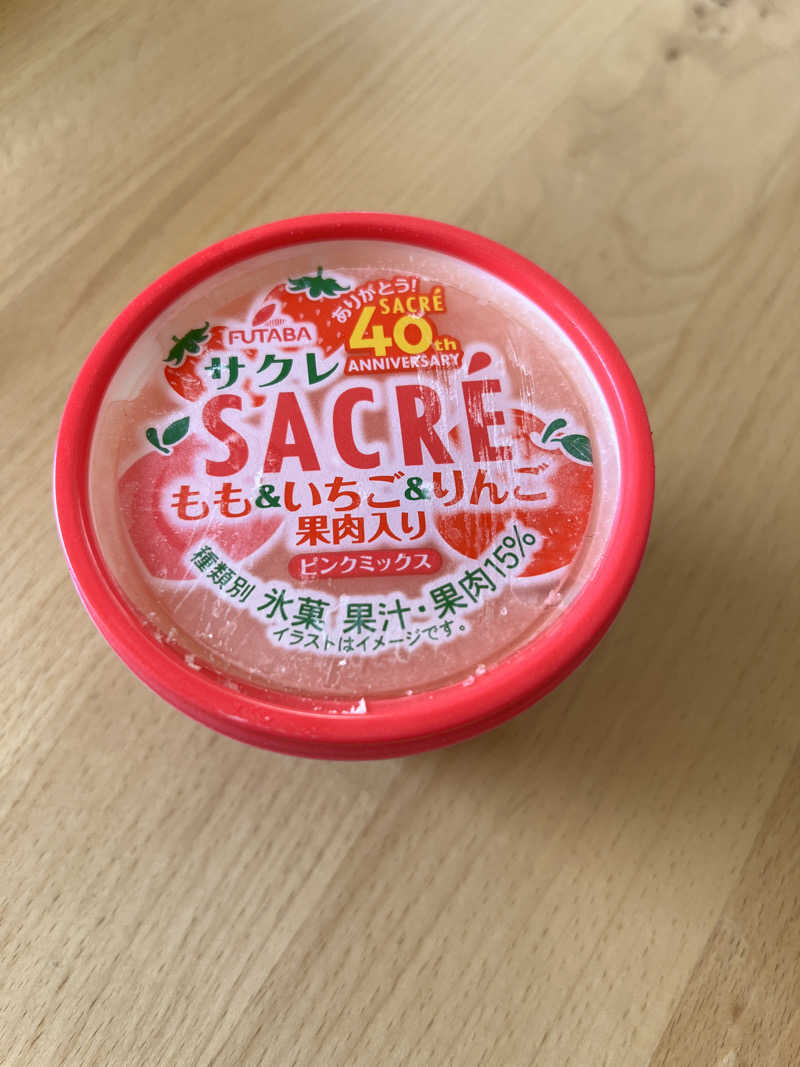 ありがとう!
SACRÉ
40th
ANNIVERSARY
FUTABA
サクレ
SACRÉ
もも&いちご&りんご
果肉入り
ピンクミックス
種類別 氷菓 果汁・果肉15%
イラストはイメージです。